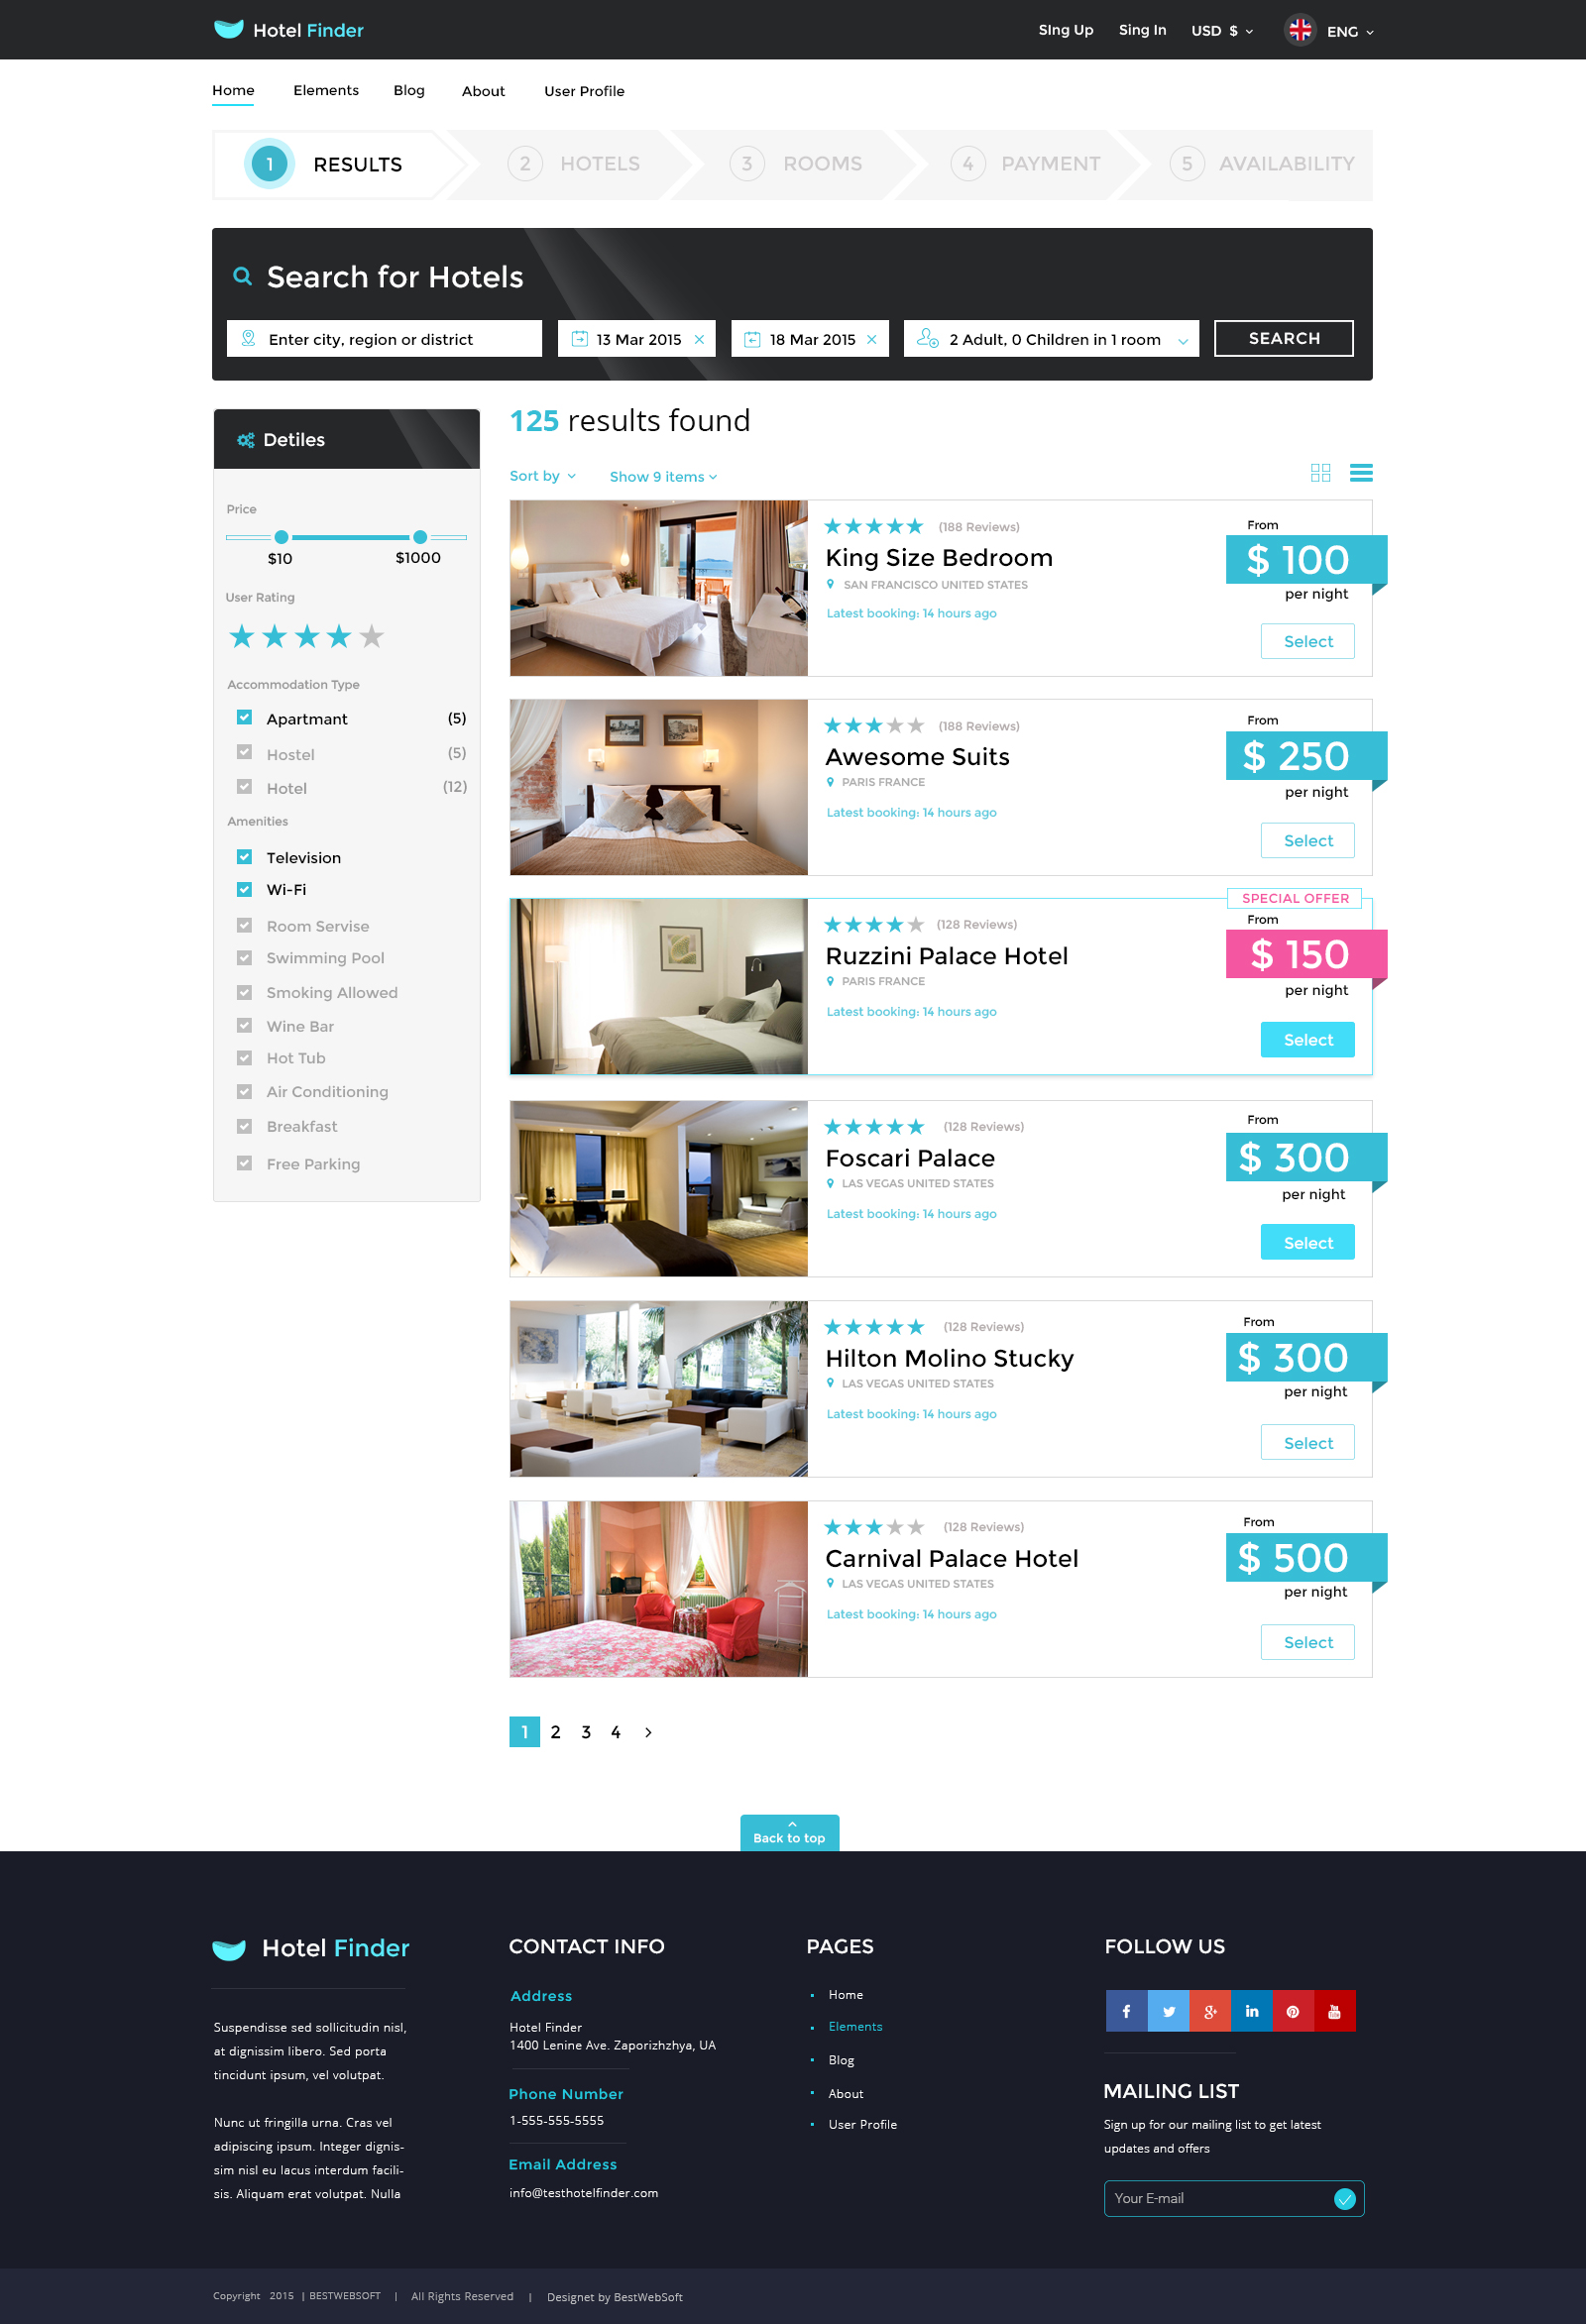 Hotel Finder
SIng Up
Sing In
USD $
ENG
Home
Elements
Blog
About
User Profile
1 RESULTS
2 HOTELS
3 ROOMS
4 PAYMENT
5 AVAILABILITY
Search for Hotels
Enter city, region or district
13 Mar 2015
18 Mar 2015
2 Adult, 0 Children in 1 room
SEARCH
Detiles
Price
$10
$1000
User Rating
Accommodation Type
Apartmant (5)
Hostel (5)
Hotel (12)
Amenities
Television
Wi-Fi
Room Servise
Swimming Pool
Smoking Allowed
Wine Bar
Hot Tub
Air Conditioning
Breakfast
Free Parking
125 results found
Sort by
Show 9 items
(188 Reviews)
King Size Bedroom
SAN FRANCISCO UNITED STATES
Latest booking: 14 hours ago
From
$ 100
per night
Select
(188 Reviews)
Awesome Suits
PARIS FRANCE
Latest booking: 14 hours ago
From
$ 250
per night
Select
SPECIAL OFFER
(128 Reviews)
Ruzzini Palace Hotel
PARIS FRANCE
Latest booking: 14 hours ago
From
$ 150
per night
Select
(128 Reviews)
Foscari Palace
LAS VEGAS UNITED STATES
Latest booking: 14 hours ago
From
$ 300
per night
Select
(128 Reviews)
Hilton Molino Stucky
LAS VEGAS UNITED STATES
Latest booking: 14 hours ago
From
$ 300
per night
Select
(128 Reviews)
Carnival Palace Hotel
LAS VEGAS UNITED STATES
Latest booking: 14 hours ago
From
$ 500
per night
Select
1 2 3 4
Back to top
Hotel Finder
Suspendisse sed sollicitudin nisl,
at dignissim libero. Sed porta
tincidunt ipsum, vel volutpat.
Nunc ut fringilla urna. Cras vel
adipiscing ipsum. Integer dignis-
sim nisl eu lacus interdum facili-
sis. Aliquam erat volutpat. Nulla
CONTACT INFO
Address
Hotel Finder
1400 Lenine Ave. Zaporizhzhya, UA
Phone Number
1-555-555-5555
Email Address
info@testhotelfinder.com
PAGES
Home
Elements
Blog
About
User Profile
FOLLOW US
f
g+
in
You
MAILING LIST
Sign up for our mailing list to get latest
updates and offers
Your E-mail
Copyright 2015 | BESTWEBSOFT | All Rights Reserved | Designet by BestWebSoft